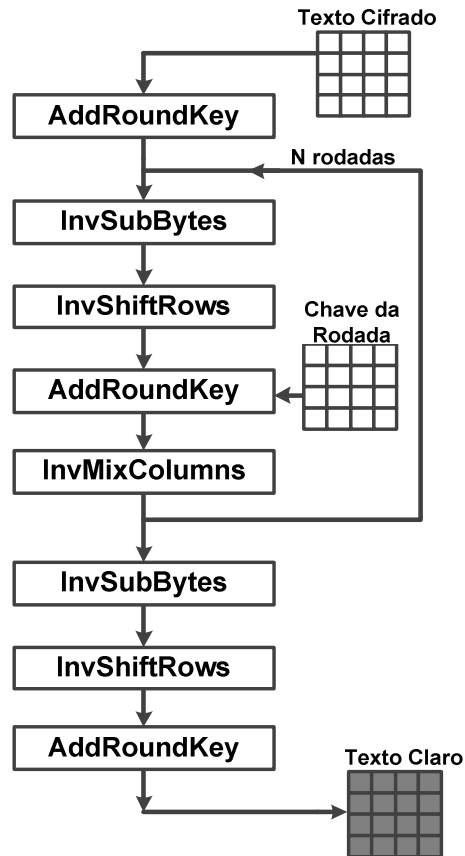 Texto Cifrado
AddRoundKey
N rodadas
InvSubBytes
InvShiftRows
Chave da
Rodada
AddRoundKey
InvMixColumns
InvSubBytes
InvShiftRows
AddRoundKey
Texto Claro